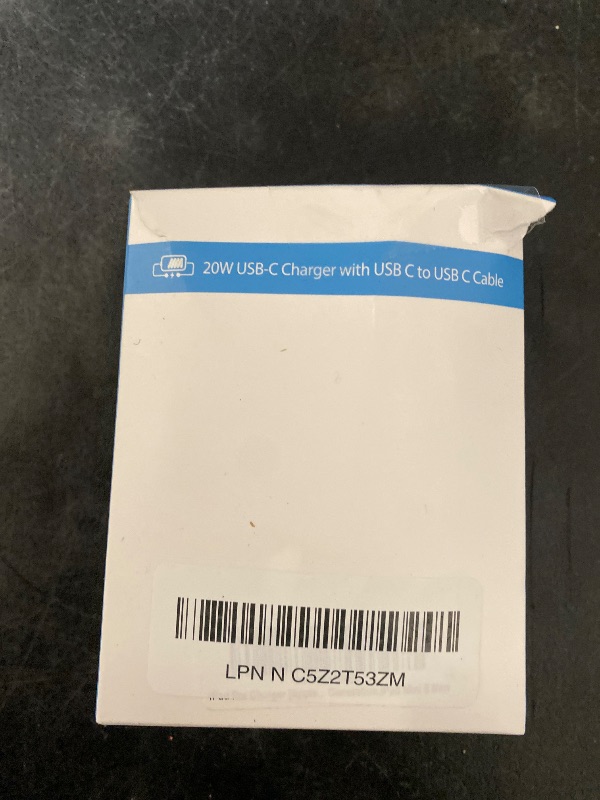 20W USB-C Charger with USB C to USB C Cable
LPN N C5Z2T53ZM